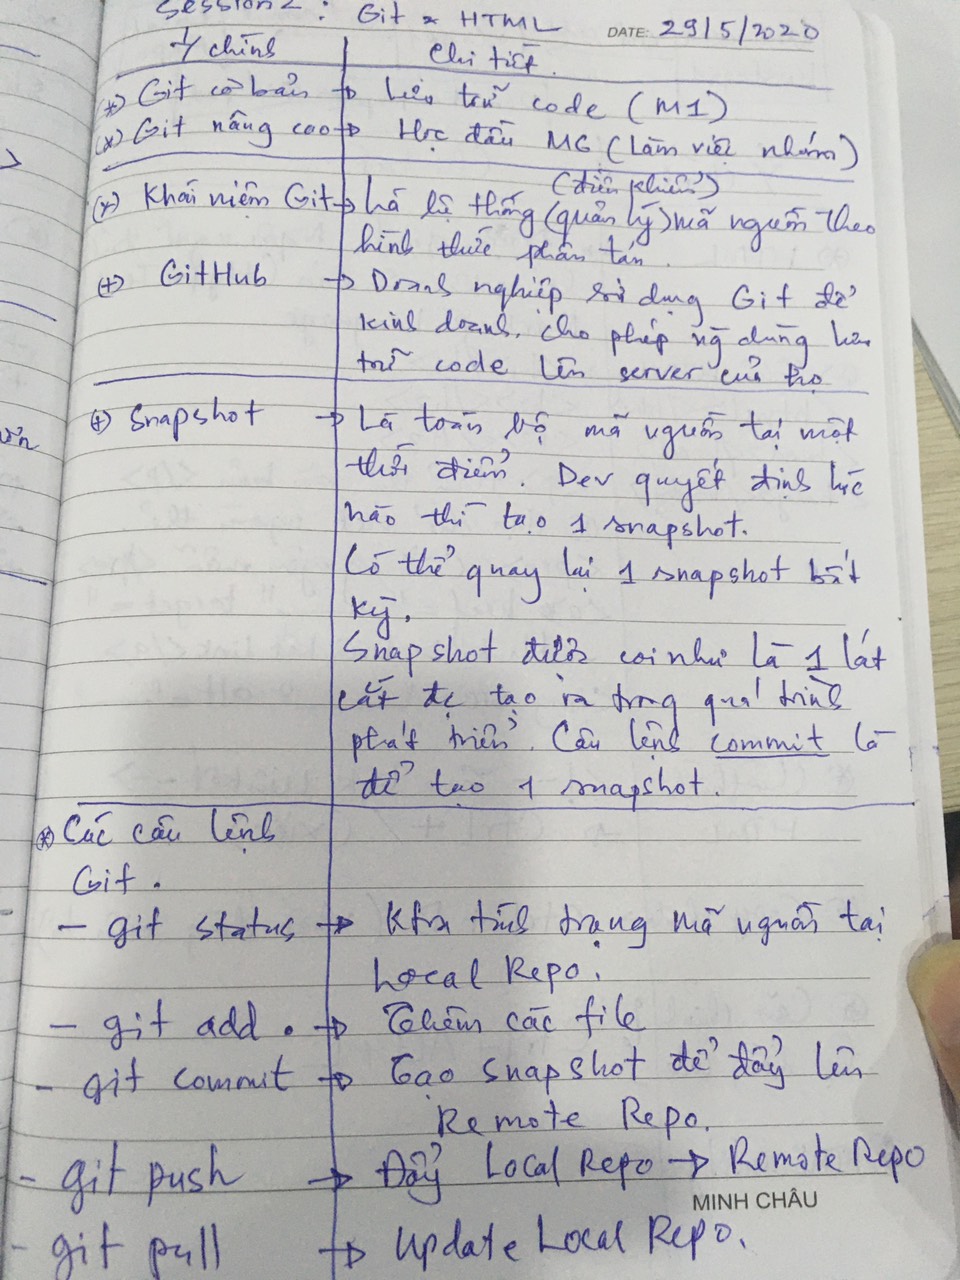 Session 2 : Git & HTML
DATE: 29/5/2020
Ý chính
Chi tiết.
(*) Git cơ bản → Lưu trữ code (M1)
(*) Git nâng cao → Học đầu M6 (làm việc nhóm)
(điều khiển)
(*) Khái niệm Git → Là hệ thống (quản lý) mã nguồn theo
hình thức phân tán.
(+) GitHub → Doanh nghiệp sử dụng Git để
kinh doanh, cho phép ng dùng lưu
trữ code lên server của họ
(+) Snapshot → Là toàn bộ mã nguồn tại một
thời điểm. Dev quyết định lúc
nào thì tạo 1 snapshot.
Có thể quay lại 1 snapshot bất
kỳ.
Snapshot được coi như là 1 lát
cắt đc tạo ra trong quá trình
phát triển. Câu lệnh commit là
để tạo 1 snapshot.
(*) Các câu lệnh
Git.
- git status → Ktra tình trạng mã nguồn tại
Local Repo.
- git add . → Thêm các file
- git commit → Tạo snapshot để đẩy lên
Remote Repo.
- git push → Đẩy Local Repo → Remote Repo
MINH CHÂU
- git pull → Update Local Repo.